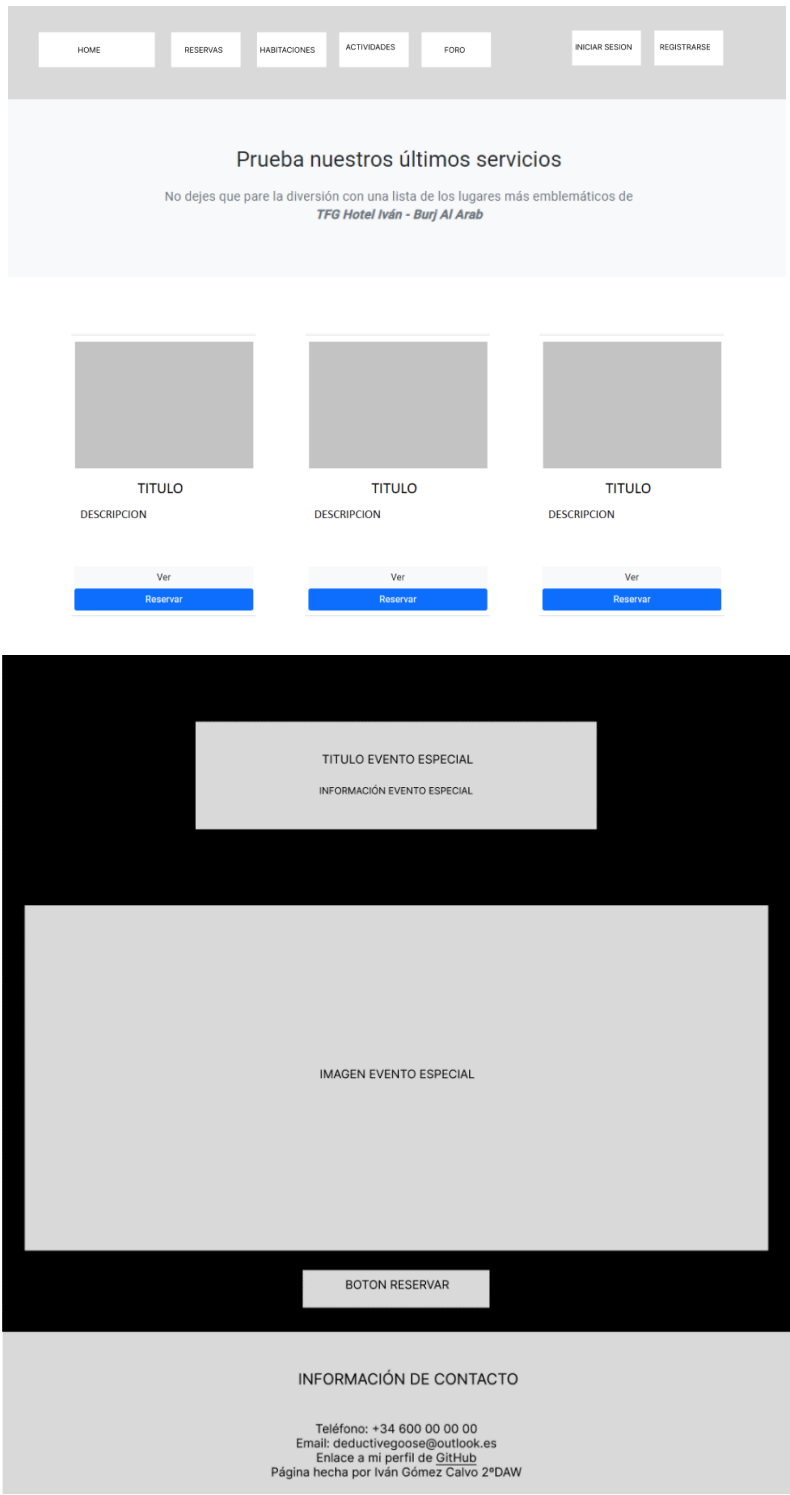 HOME RESERVAS HABITACIONES ACTIVIDADES FORO INICIAR SESION REGISTRARSE
Prueba nuestros últimos servicios
No dejes que pare la diversión con una lista de los lugares más emblemáticos de
TFG Hotel Iván - Burj Al Arab
TITULO TITULO TITULO
DESCRIPCION DESCRIPCION DESCRIPCION
Ver Ver Ver
Reservar Reservar Reservar
TITULO EVENTO ESPECIAL
INFORMACIÓN EVENTO ESPECIAL
IMAGEN EVENTO ESPECIAL
BOTON RESERVAR
INFORMACIÓN DE CONTACTO
Teléfono: +34 600 00 00 00
Email: deductivegoose@outlook.es
Enlace a mi perfil de GitHub
Página hecha por Iván Gómez Calvo 2ºDAW